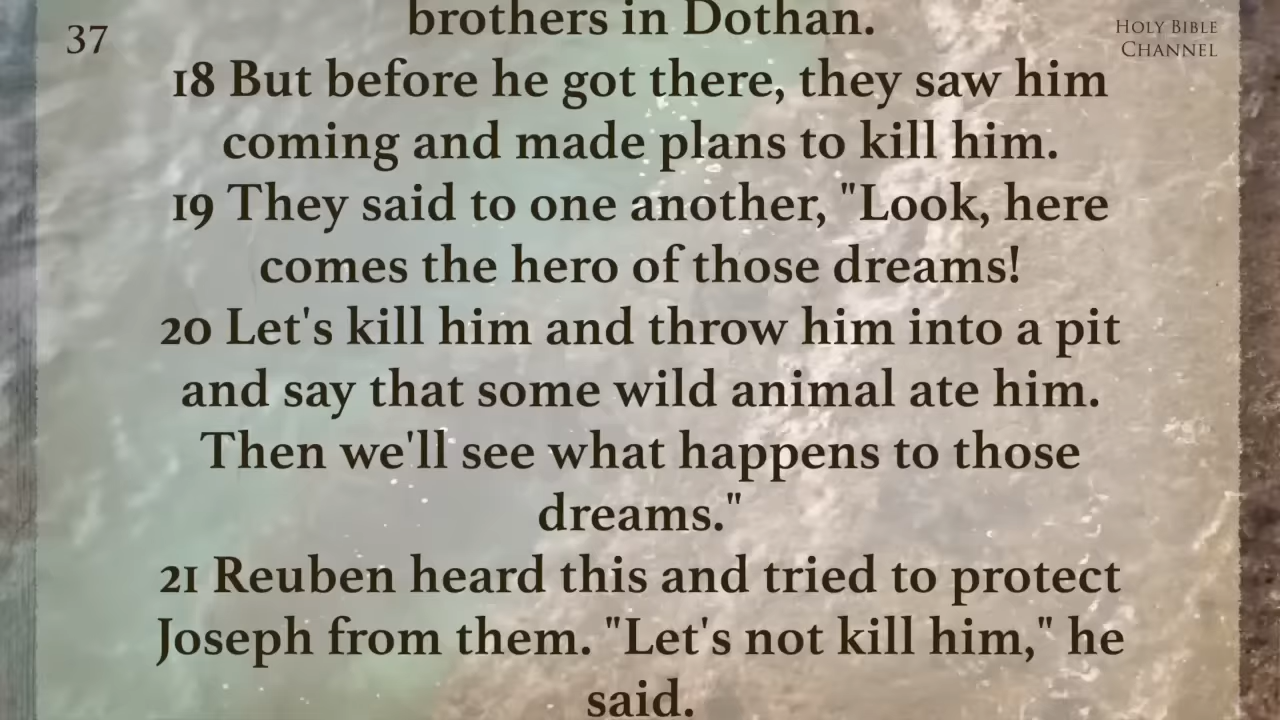 37
HOLY BIBLE
CHANNEL
brothers in Dothan.
18 But before he got there, they saw him
coming and made plans to kill him.
19 They said to one another, "Look, here
comes the hero of those dreams!
20 Let's kill him and throw him into a pit
and say that some wild animal ate him.
Then we'll see what happens to those
dreams."
21 Reuben heard this and tried to protect
Joseph from them. "Let's not kill him," he
said.